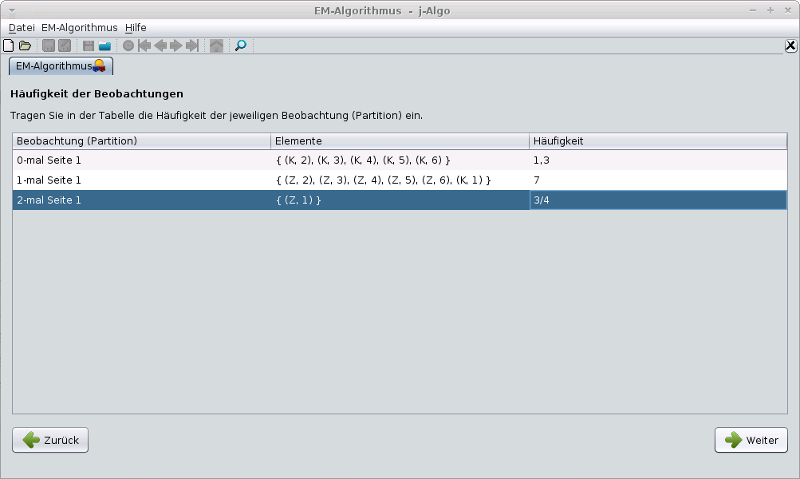 EM-Algorithmus - j-Algo
Datei EM-Algorithmus Hilfe
EM-Algorithmus
Häufigkeit der Beobachtungen
Tragen Sie in der Tabelle die Häufigkeit der jeweiligen Beobachtung (Partition) ein.
Beobachtung (Partition) Elemente Häufigkeit
0-mal Seite 1 { (K, 2), (K, 3), (K, 4), (K, 5), (K, 6) } 1,3
1-mal Seite 1 { (Z, 2), (Z, 3), (Z, 4), (Z, 5), (Z, 6), (K, 1) } 7
2-mal Seite 1 { (Z, 1) } 3/4
Zurück Weiter